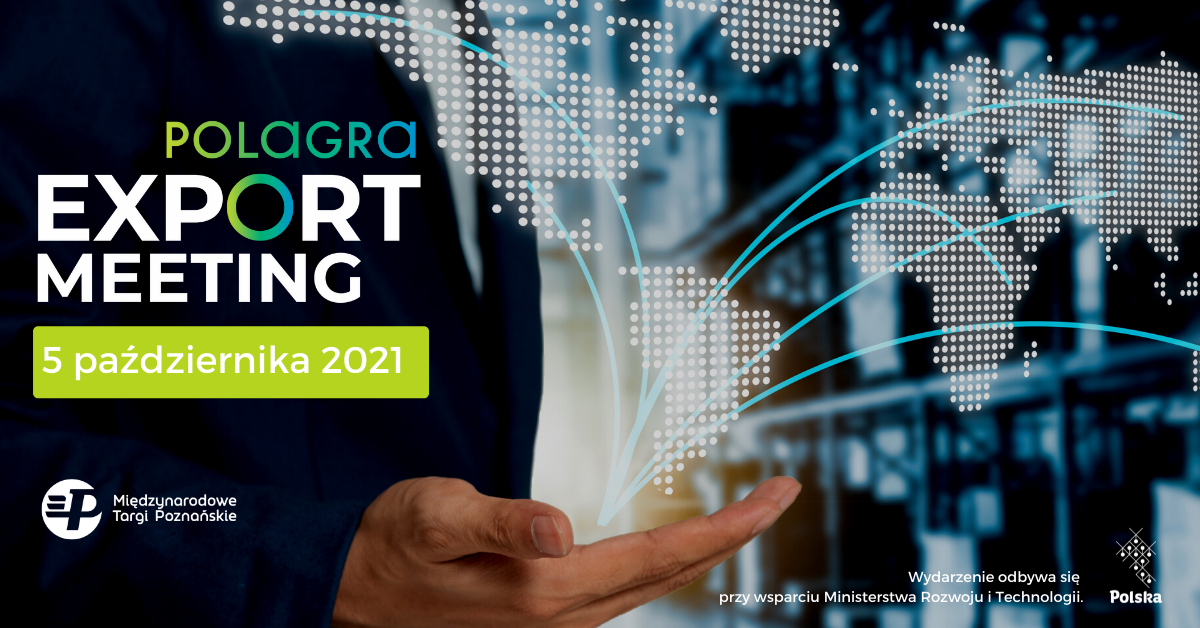 POLAGRA
EXPORT
MEETING
5 października 2021
Międzynarodowe
Targi Poznańskie
Wydarzenie odbywa się
przy wsparciu Ministerstwa Rozwoju i Technologii.
Polska